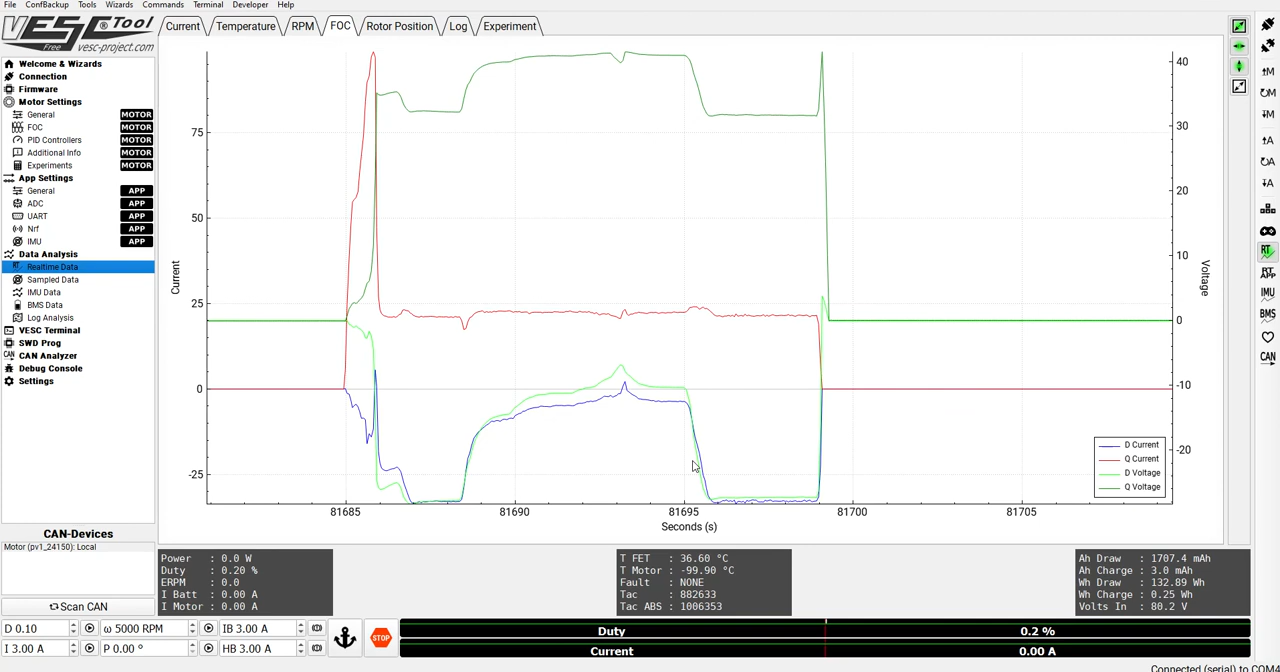 File ConfBackup Tools Wizards Commands Terminal Developer Help
VESC® Tool
Free vesc-project.com
Current Temperature RPM FOC Rotor Position Log Experiment
Welcome & Wizards
Connection
Firmware
Motor Settings
General MOTOR
FOC MOTOR
PID Controllers MOTOR
Additional Info MOTOR
Experiments MOTOR
App Settings
General APP
ADC APP
UART APP
Nrf APP
IMU APP
Data Analysis
RT Realtime Data
Sampled Data
IMU Data
BMS Data
Log Analysis
VESC Terminal
SWD Prog
CAN CAN Analyzer
Debug Console
Settings
CAN-Devices
Motor (pv1_24150): Local
Scan CAN
Current
75
50
25
0
-25
40
30
20
10
0
-10
-20
Voltage
D Current
Q Current
D Voltage
Q Voltage
81685 81690 81695 81700 81705
Seconds (s)
M
M
M
A
A
A
RT
RT
APP
IMU
BMS
CAN
Power : 0.0 W
Duty : 0.20 %
ERPM : 0.0
I Batt : 0.00 A
I Motor : 0.00 A
T FET : 36.60 °C
T Motor : -99.90 °C
Fault : NONE
Tac : 882633
Tac ABS : 1006353
Ah Draw : 1707.4 mAh
Ah Charge : 3.0 mAh
Wh Draw : 132.89 Wh
Wh Charge : 0.25 Wh
Volts In : 80.2 V
D 0.10 ω 5000 RPM IB 3.00 A
I 3.00 A P 0.00 ° HB 3.00 A
STOP
Duty 0.2 %
Current 0.00 A
Connected (serial) to COM4